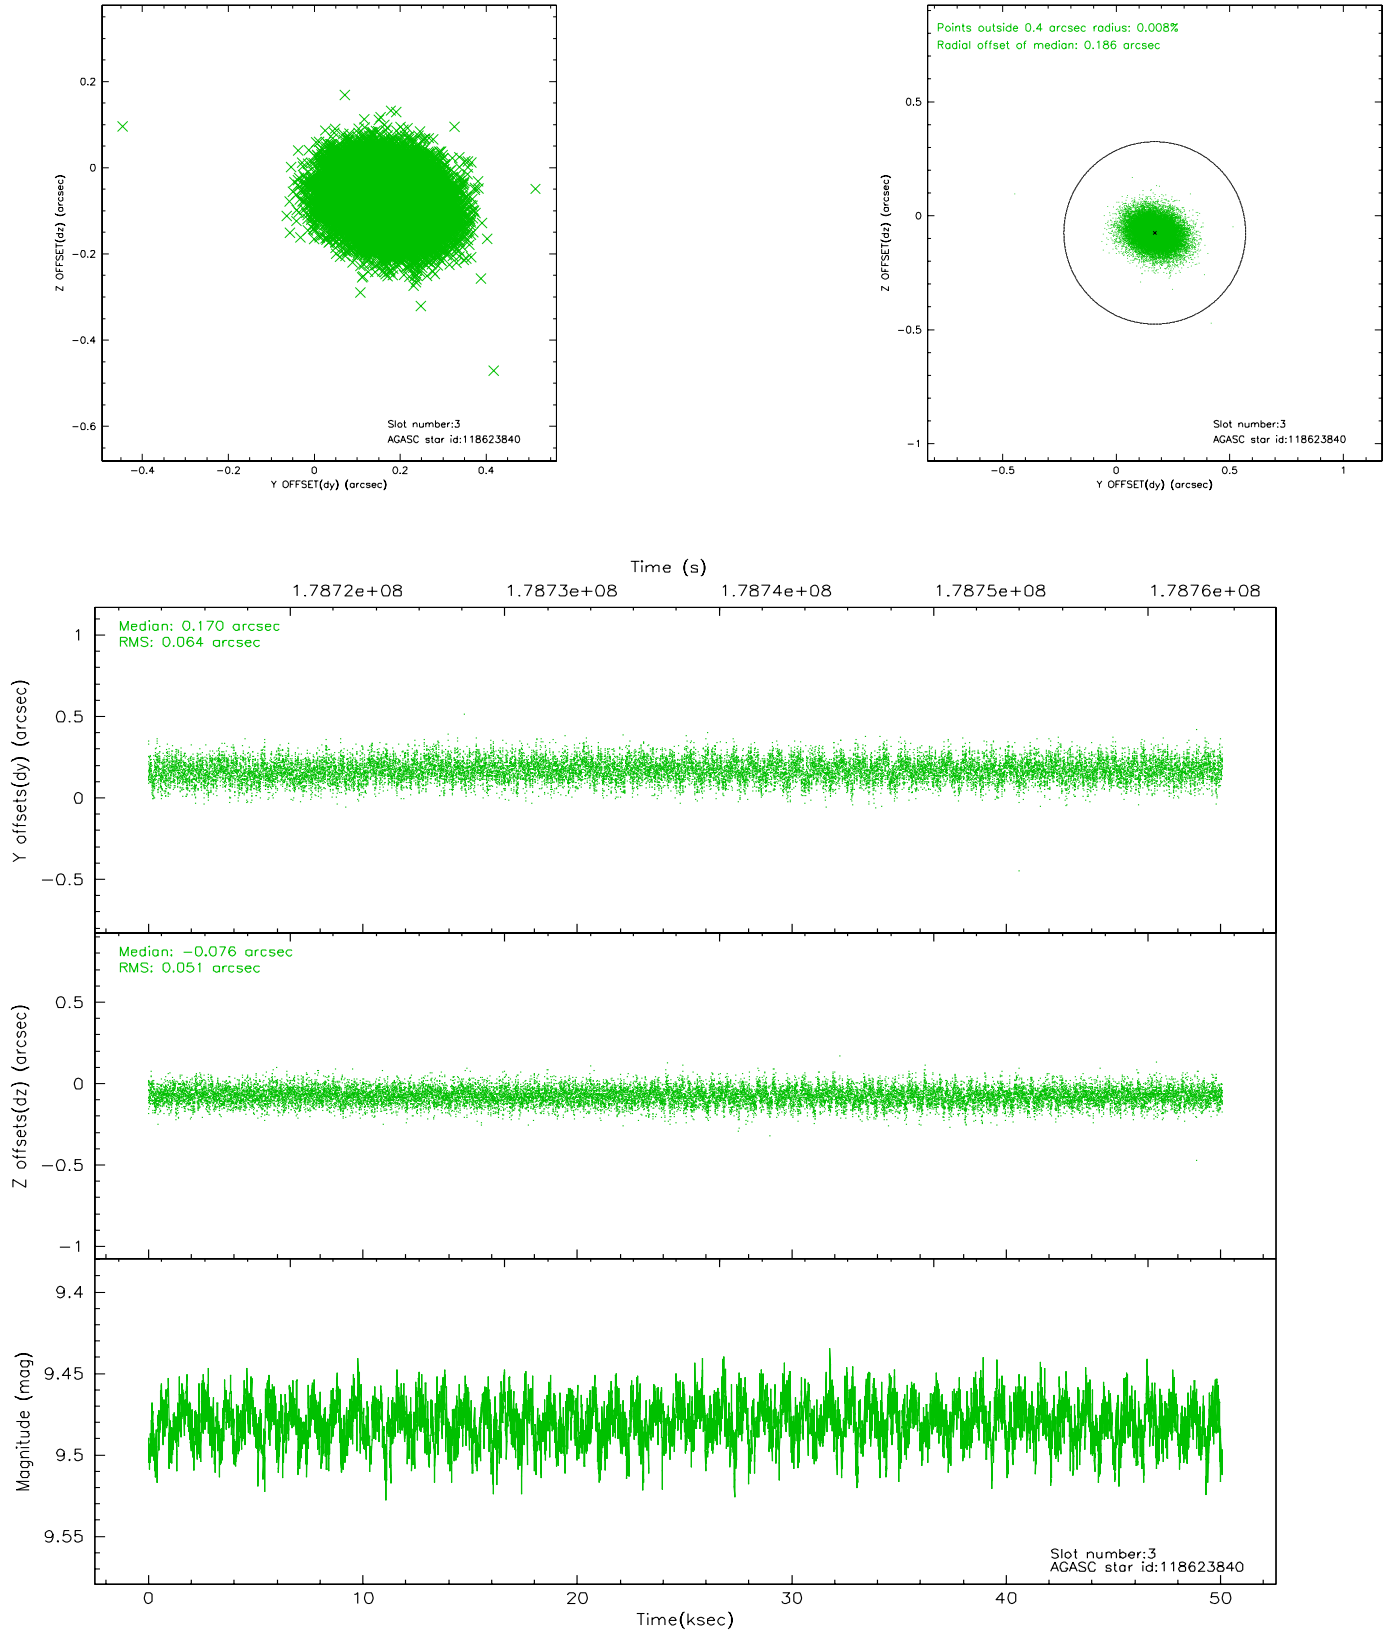 0.2
0
-0.2
-0.4
-0.6
Z OFFSET(dz) (arcsec)
Slot number:3
AGASC star id:118623840
-0.4 -0.2 0 0.2 0.4
Y OFFSET(dy) (arcsec)
Points outside 0.4 arcsec radius: 0.008%
Radial offset of median: 0.186 arcsec
0.5
0
-0.5
-1
Z OFFSET(dz) (arcsec)
Slot number:3
AGASC star id:118623840
-0.5 0 0.5 1
Y OFFSET(dy) (arcsec)
Time (s)
1.7872e+08 1.7873e+08 1.7874e+08 1.7875e+08 1.7876e+08
Median: 0.170 arcsec
RMS: 0.064 arcsec
1
0.5
0
-0.5
Y offsets(dy) (arcsec)
Median: -0.076 arcsec
RMS: 0.051 arcsec
0.5
0
-0.5
-1
Z offsets(dz) (arcsec)
9.4
9.45
9.5
9.55
Magnitude (mag)
Slot number:3
AGASC star id:118623840
0 10 20 30 40 50
Time(ksec)